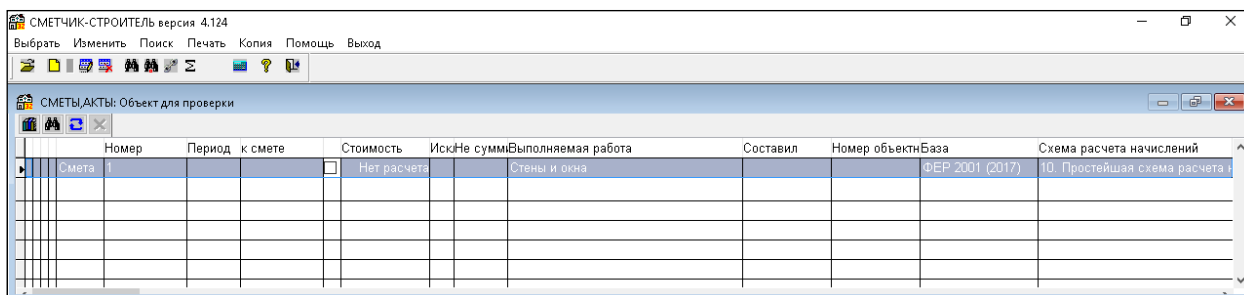 СМЕТЧИК-СТРОИТЕЛЬ версия 4.124
Выбрать Изменить Поиск Печать Копия Помощь Выход
СМЕТЫ,АКТЫ: Объект для проверки
Номер Период к смете Стоимость Искл Не сумми Выполняемая работа Составил Номер объектн База Схема расчета начислений
Смета 1 Нет расчета Стены и окна ФЕР 2001 (2017) 10. Простейшая схема расчета н